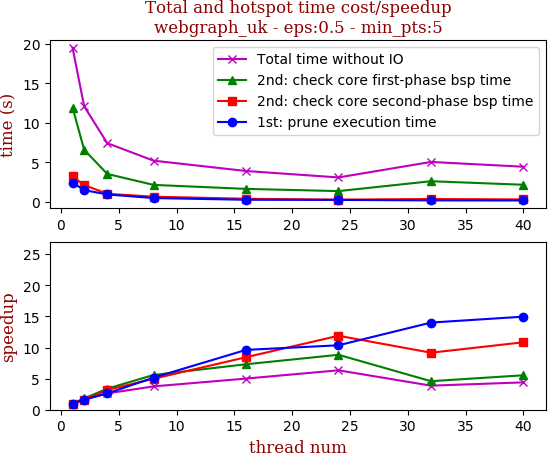 Total and hotspot time cost/speedup
webgraph_uk - eps:0.5 - min_pts:5
time (s)
20
15
10
5
0
Total time without IO
2nd: check core first-phase bsp time
2nd: check core second-phase bsp time
1st: prune execution time
0 5 10 15 20 25 30 35 40
speedup
25
20
15
10
5
0
0 5 10 15 20 25 30 35 40
thread num